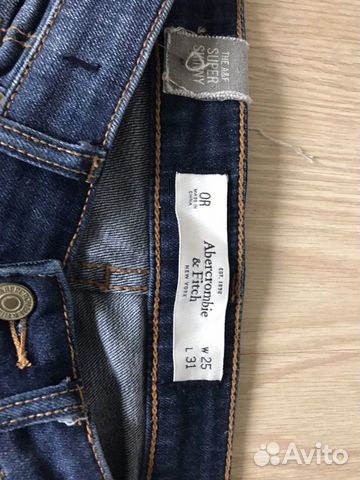 THE A&F
SUPER
SKINNY
0R
MADE IN
CHINA
EST. 1892
Abercrombie
& Fitch
NEW YORK
W 25
L 31
Avito